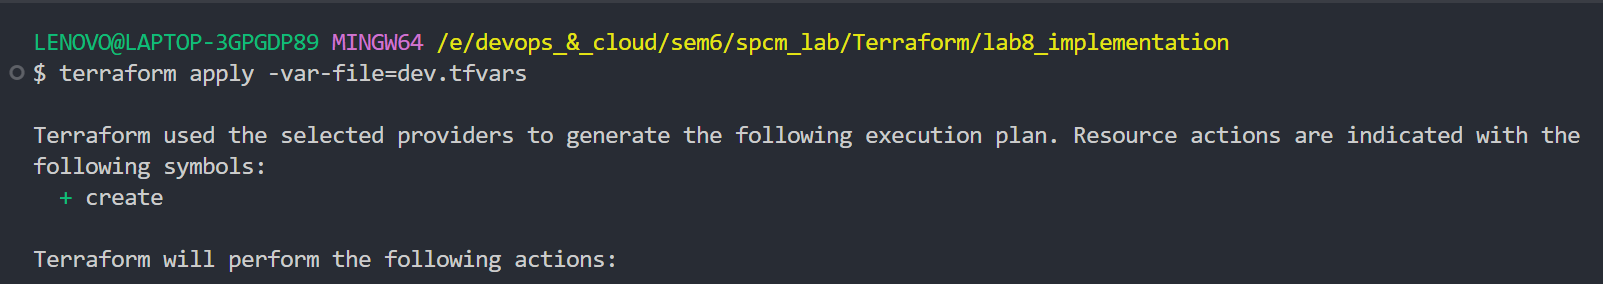 LENOVO@LAPTOP-3GPGDP89 MINGW64 /e/devops_&_cloud/sem6/spcm_lab/Terraform/lab8_implementation
$ terraform apply -var-file=dev.tfvars
Terraform used the selected providers to generate the following execution plan. Resource actions are indicated with the
following symbols:
+ create
Terraform will perform the following actions: